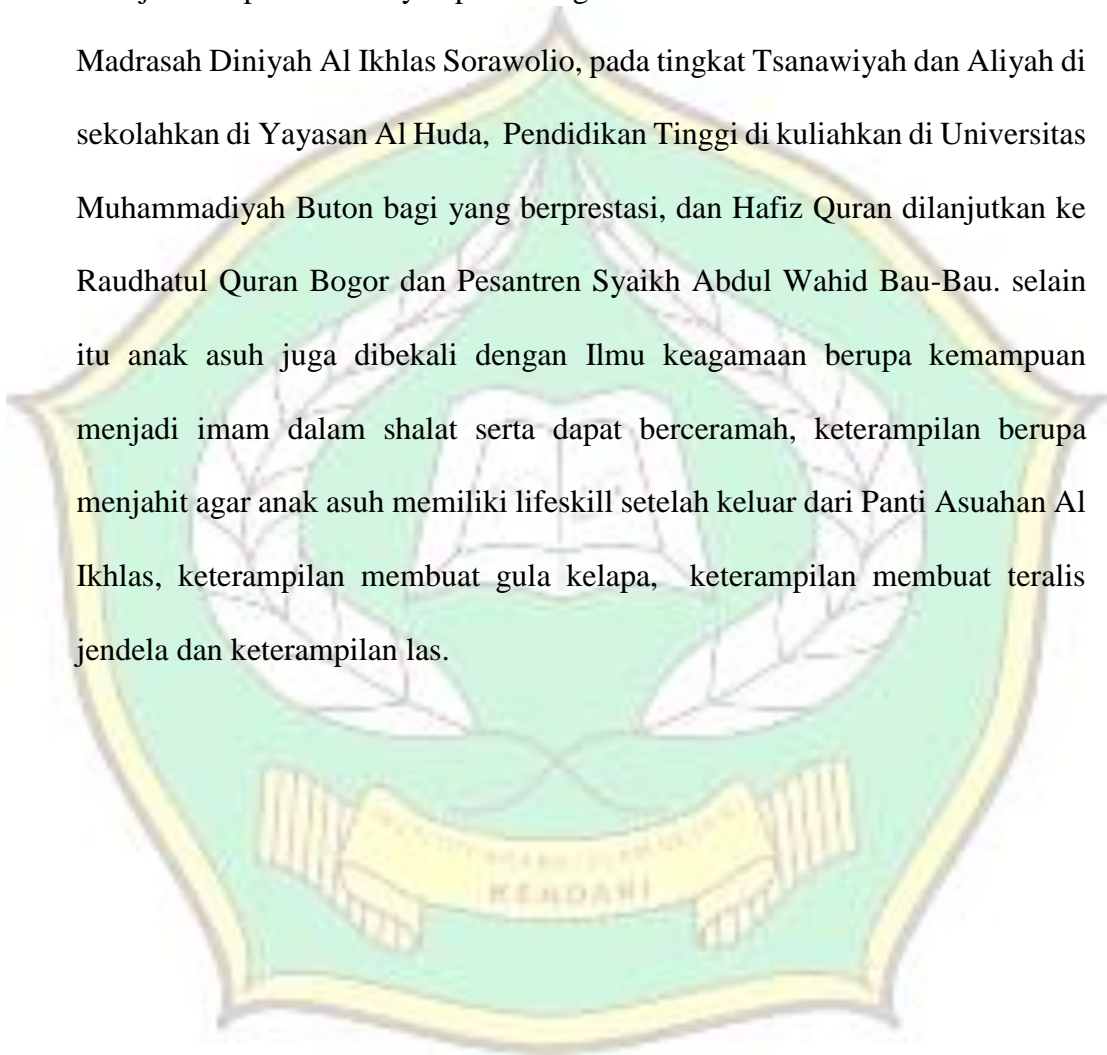 Madrasah Diniyah Al Ikhlas Sorawolio, pada tingkat Tsanawiyah dan Aliyah di
sekolahkan di Yayasan Al Huda, Pendidikan Tinggi di kuliahkan di Universitas
Muhammadiyah Buton bagi yang berprestasi, dan Hafiz Quran dilanjutkan ke
Raudhatul Quran Bogor dan Pesantren Syaikh Abdul Wahid Bau-Bau. selain
itu anak asuh juga dibekali dengan Ilmu keagamaan berupa kemampuan
menjadi imam dalam shalat serta dapat berceramah, keterampilan berupa
menjahit agar anak asuh memiliki lifeskill setelah keluar dari Panti Asuahan Al
Ikhlas, keterampilan membuat gula kelapa, keterampilan membuat teralis
jendela dan keterampilan las.
KENDARI